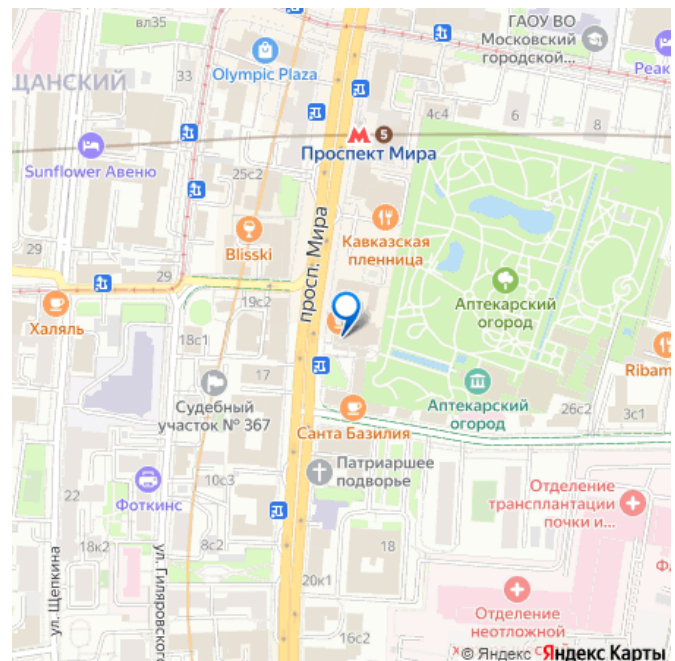 вл35
ГАОУ ВО
Московский
городской...
33
Olympic Plaza
Реак
ЩАНСКИЙ
4с4
6
8
М 5
Проспект Мира
Sunflower Авеню
25с2
просп. Мира
Blisski
Кавказская
пленница
29
29
Аптекарский
огород
19с2
Халяль
18с1
17
Ribam
Судебный
участок № 367
Аптекарский
огород
26с2
3с1
Санта Базилия
Патриаршее
подворье
10с3
22
Фоткинс
Отделение
трансплантации
почки и...
18к2
8с2
18
ул. Щепкина
ул. Гиляровского
20к1
16с2
Отделение
неотложной
© Яндекс Яндекс Карты